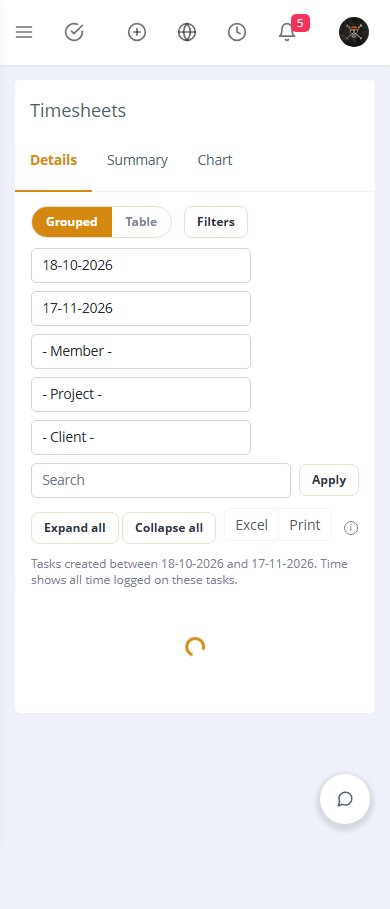 5
Timesheets
Details Summary Chart
Grouped Table Filters
18-10-2026
17-11-2026
- Member -
- Project -
- Client -
Search Apply
Expand all Collapse all Excel Print
Tasks created between 18-10-2026 and 17-11-2026. Time
shows all time logged on these tasks.